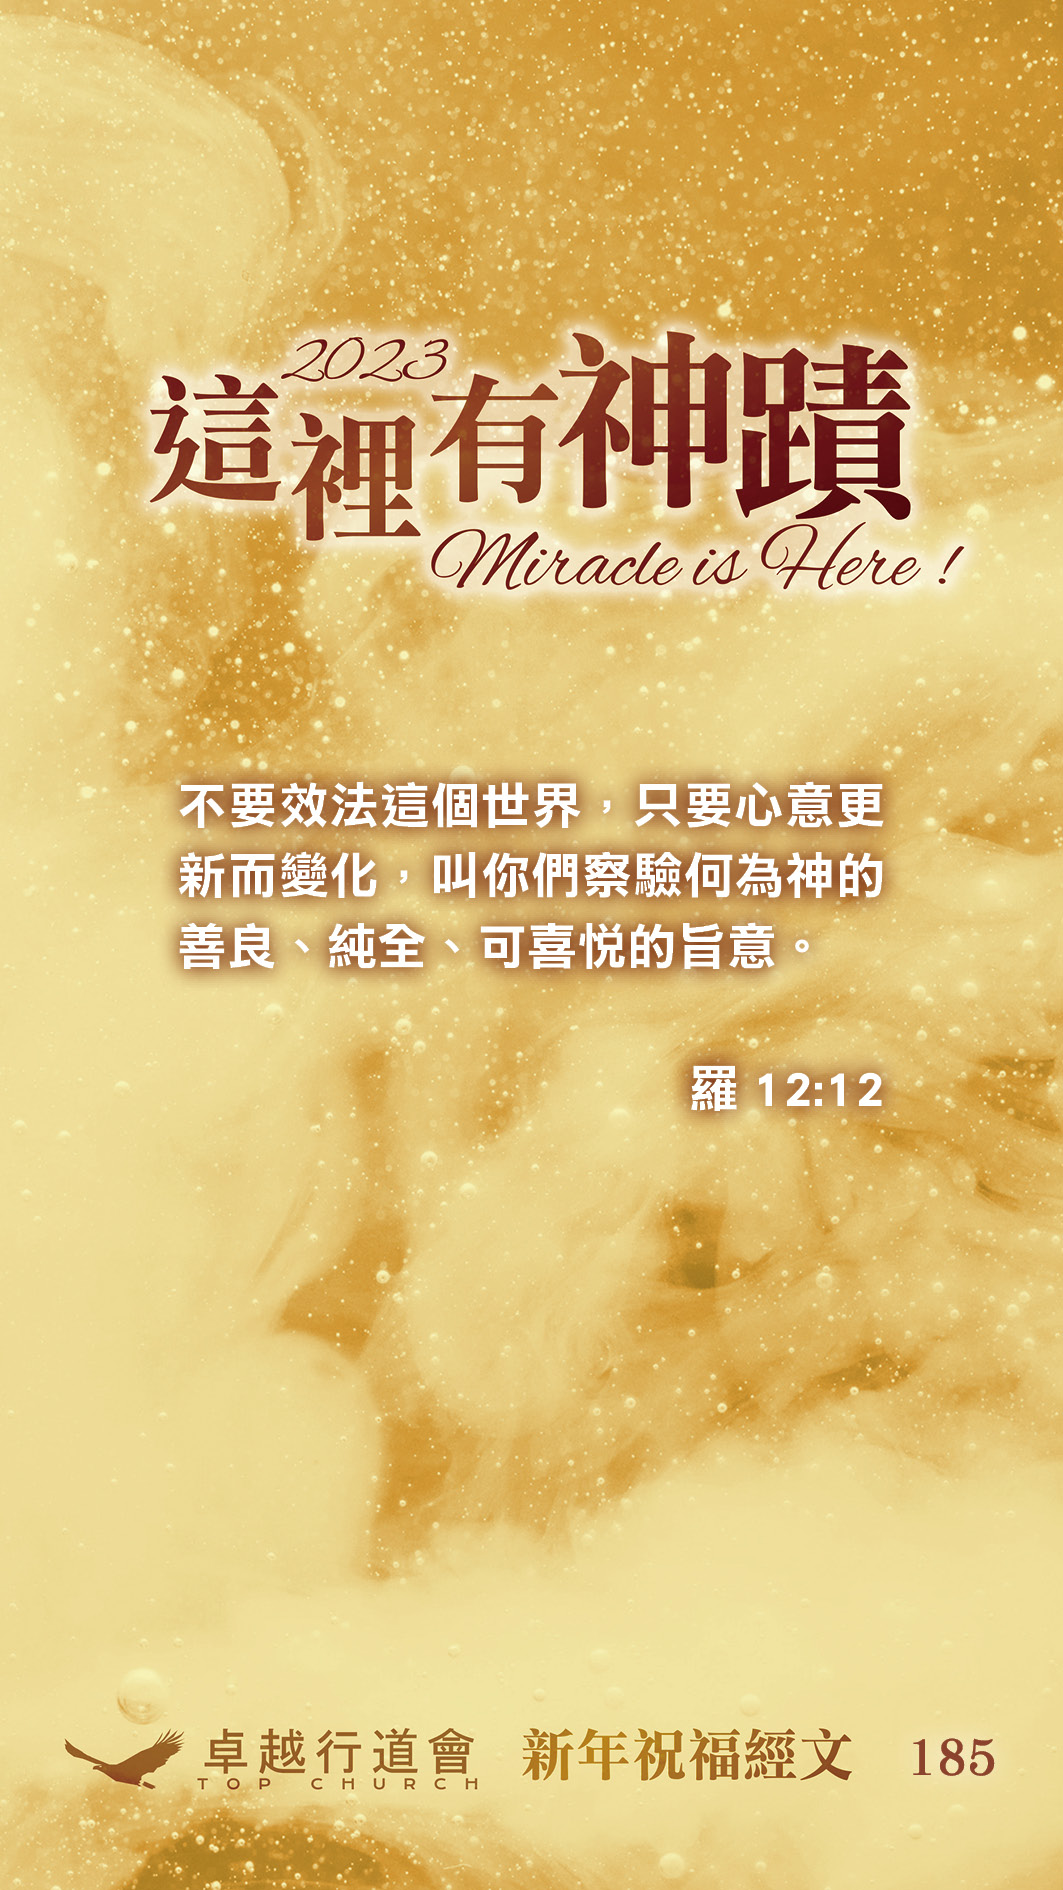 2023
這裡有神蹟
Miracle is Here !
不要效法這個世界，只要心意更
新而變化，叫你們察驗何為神的
善良、純全、可喜悅的旨意。
羅 12:12
卓越行道會 新年祝福經文 185
TOP CHURCH